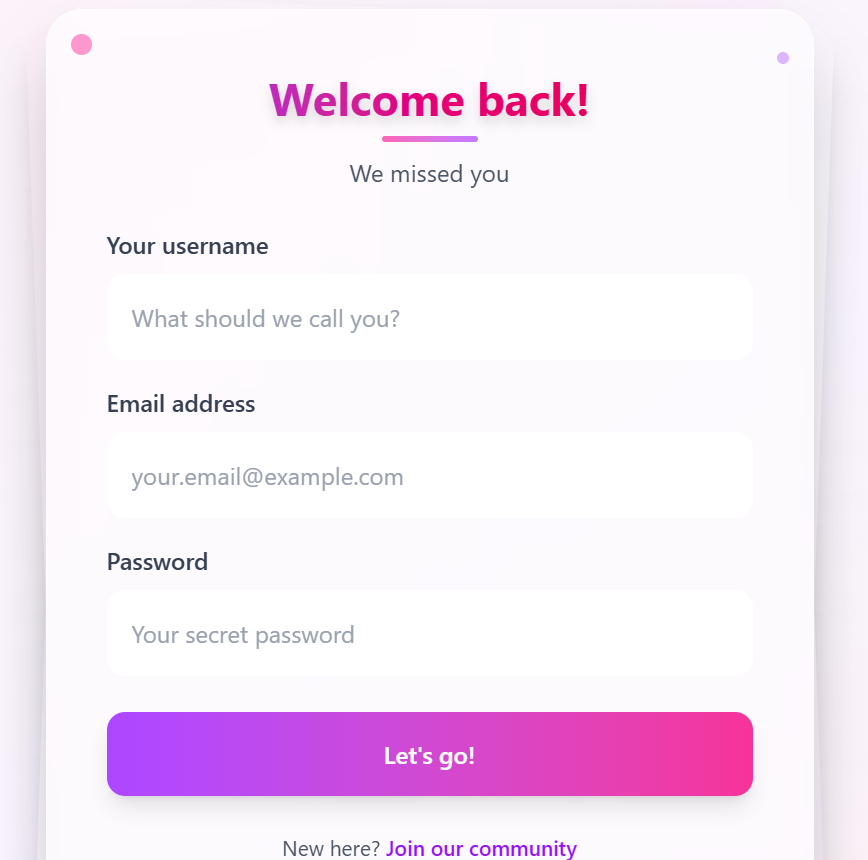 Welcome back!
We missed you
Your username
What should we call you?
Email address
your.email@example.com
Password
Your secret password
Let's go!
New here? Join our community